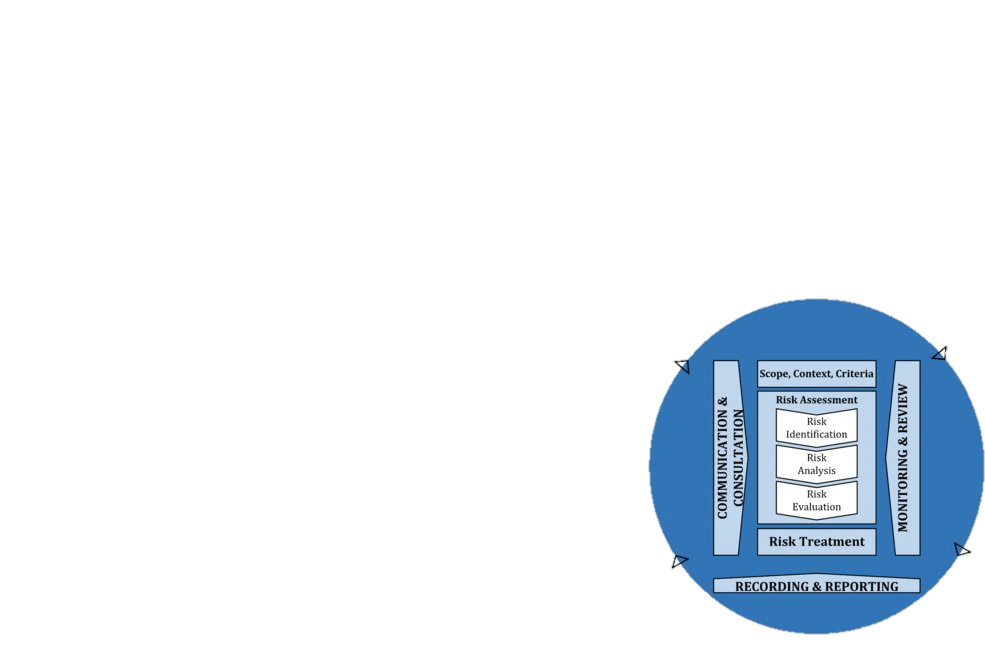 Scope, Context, Criteria
Risk Assessment
Risk
Identification
Risk
Analysis
Risk
Evaluation
Risk Treatment
COMMUNICATION &
CONSULTATION
MONITORING & REVIEW
RECORDING & REPORTING